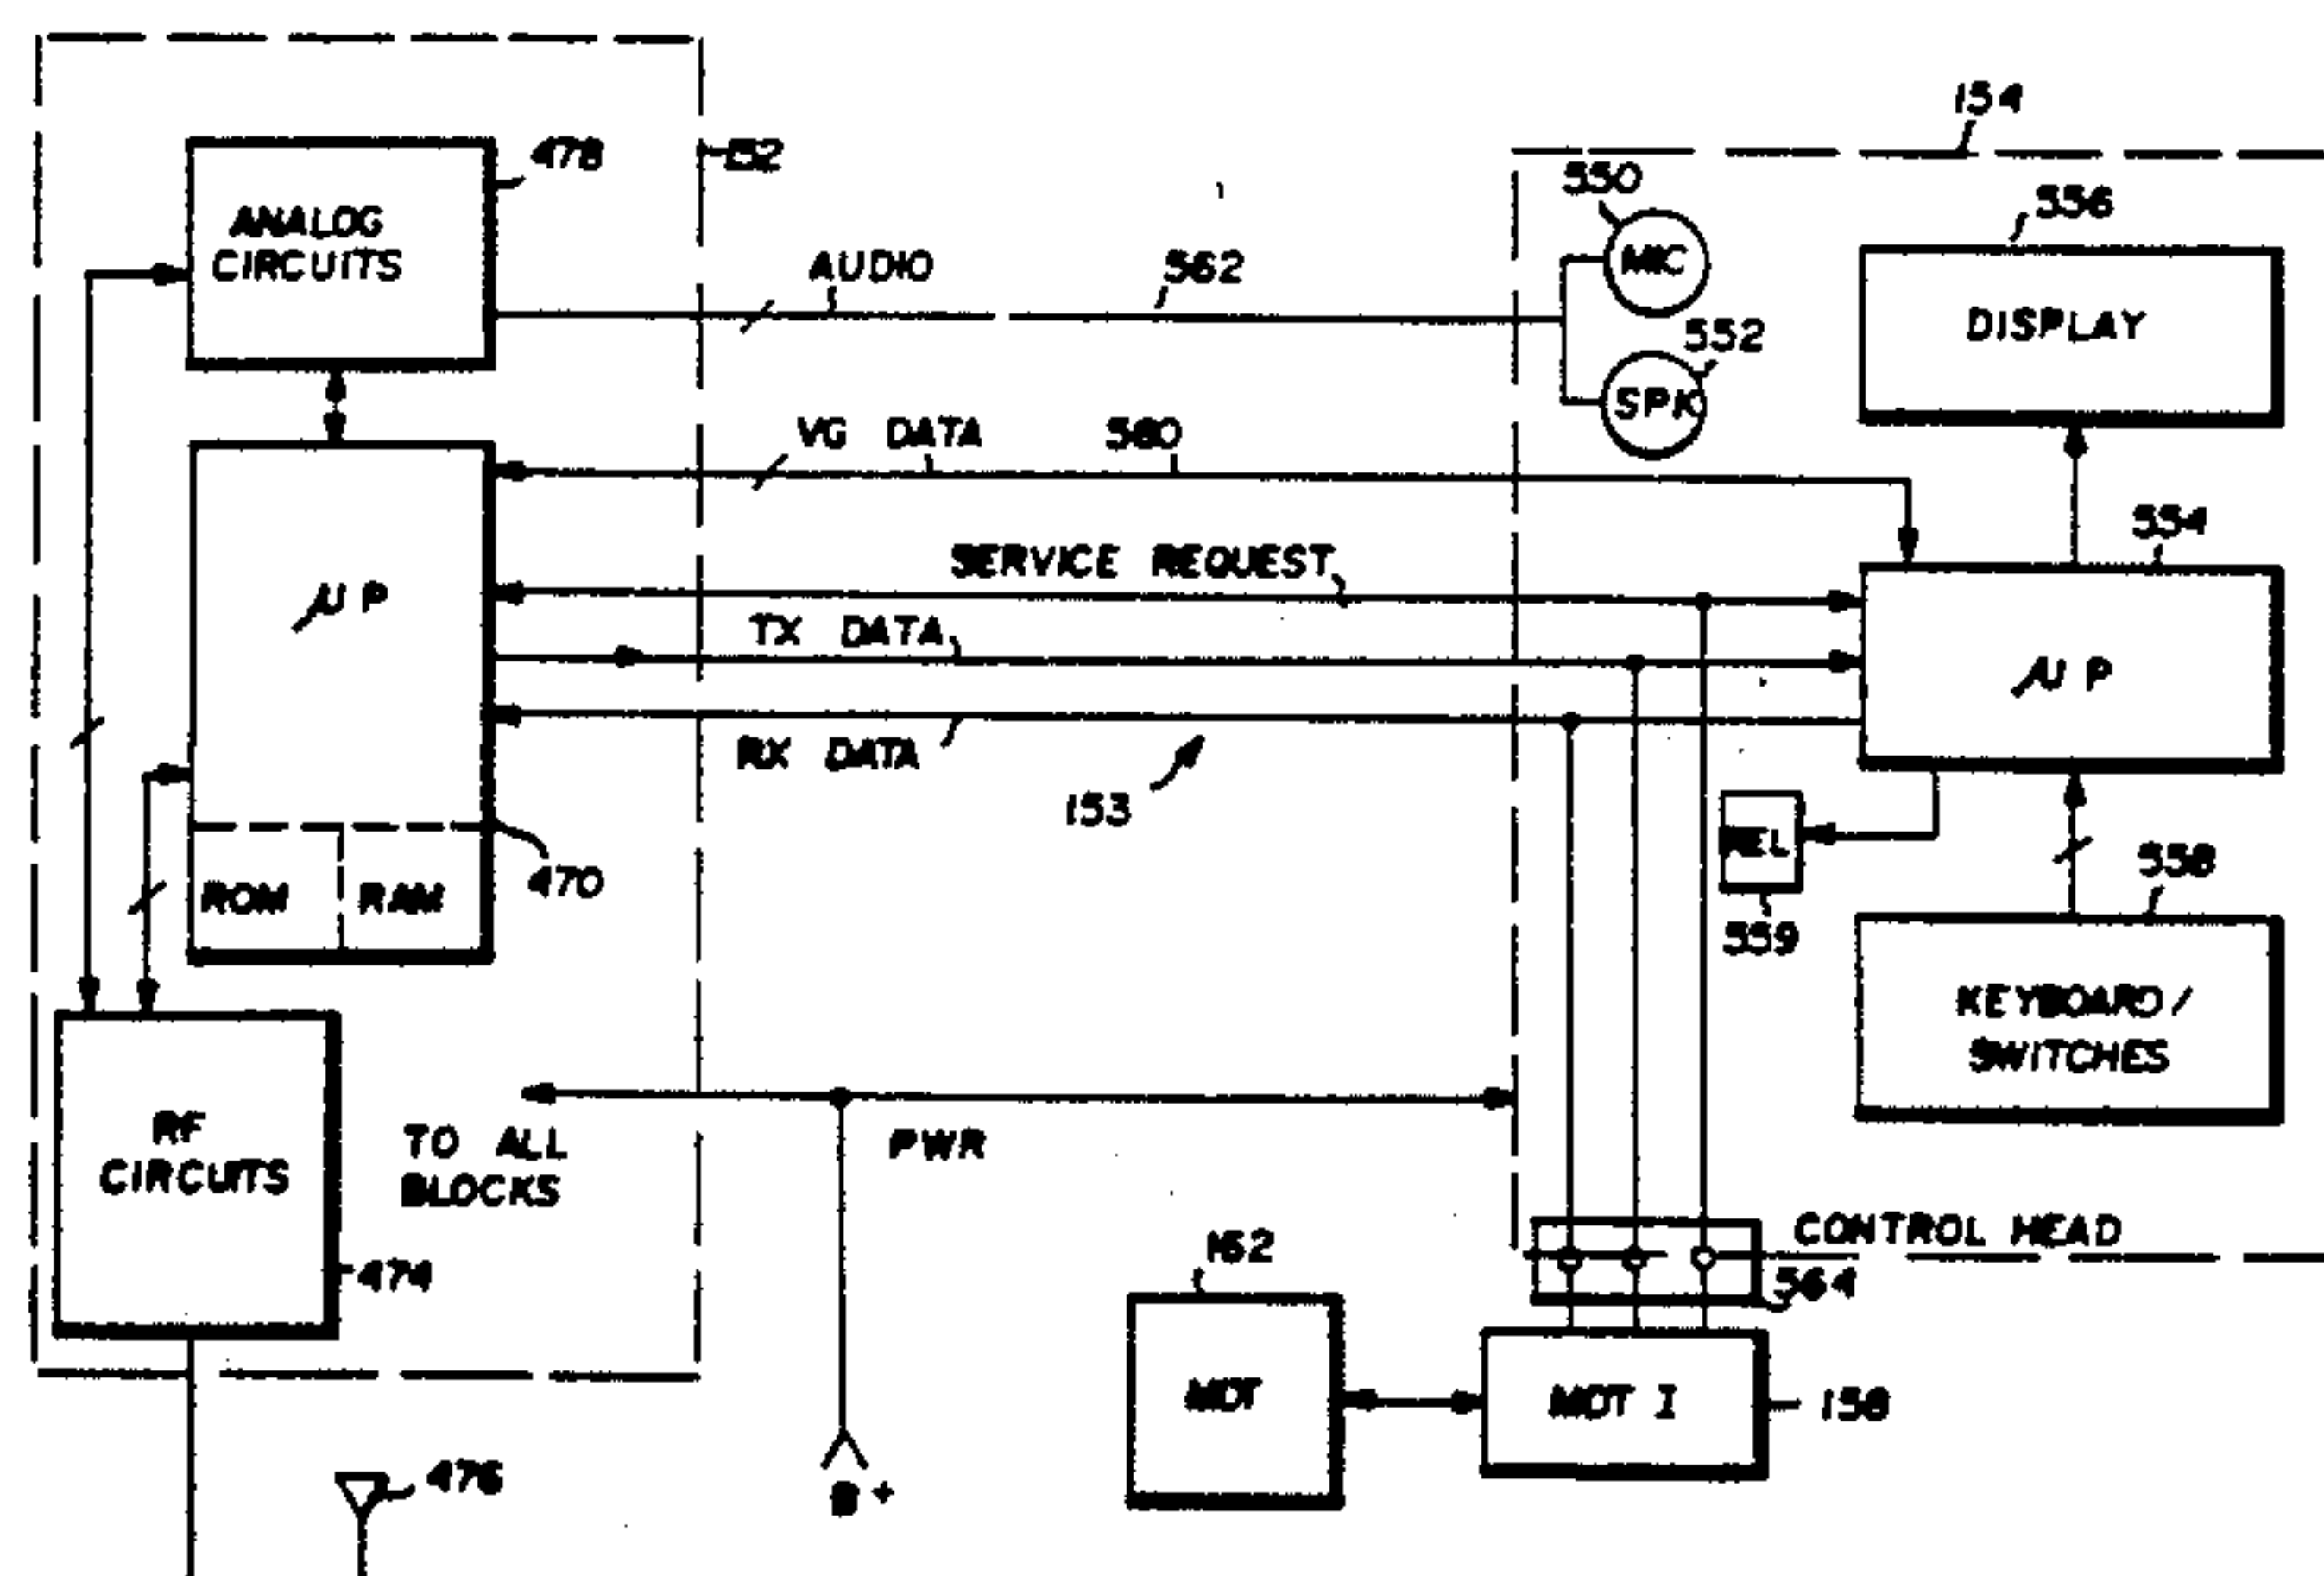 154
478
152
550
556
ANALOG
CIRCUITS
AUDIO
562
MIC
DISPLAY
552
SPK
VG DATA
560
554
SERVICE REQUEST
μP
TX DATA
μP
RX DATA
153
REL
470
558
ROM
RAM
559
KEYBOARD/
SWITCHES
RF
CIRCUITS
TO ALL
BLOCKS
PWR
162
CONTROL HEAD
474
564
MDT
MDT I
158
476
B+